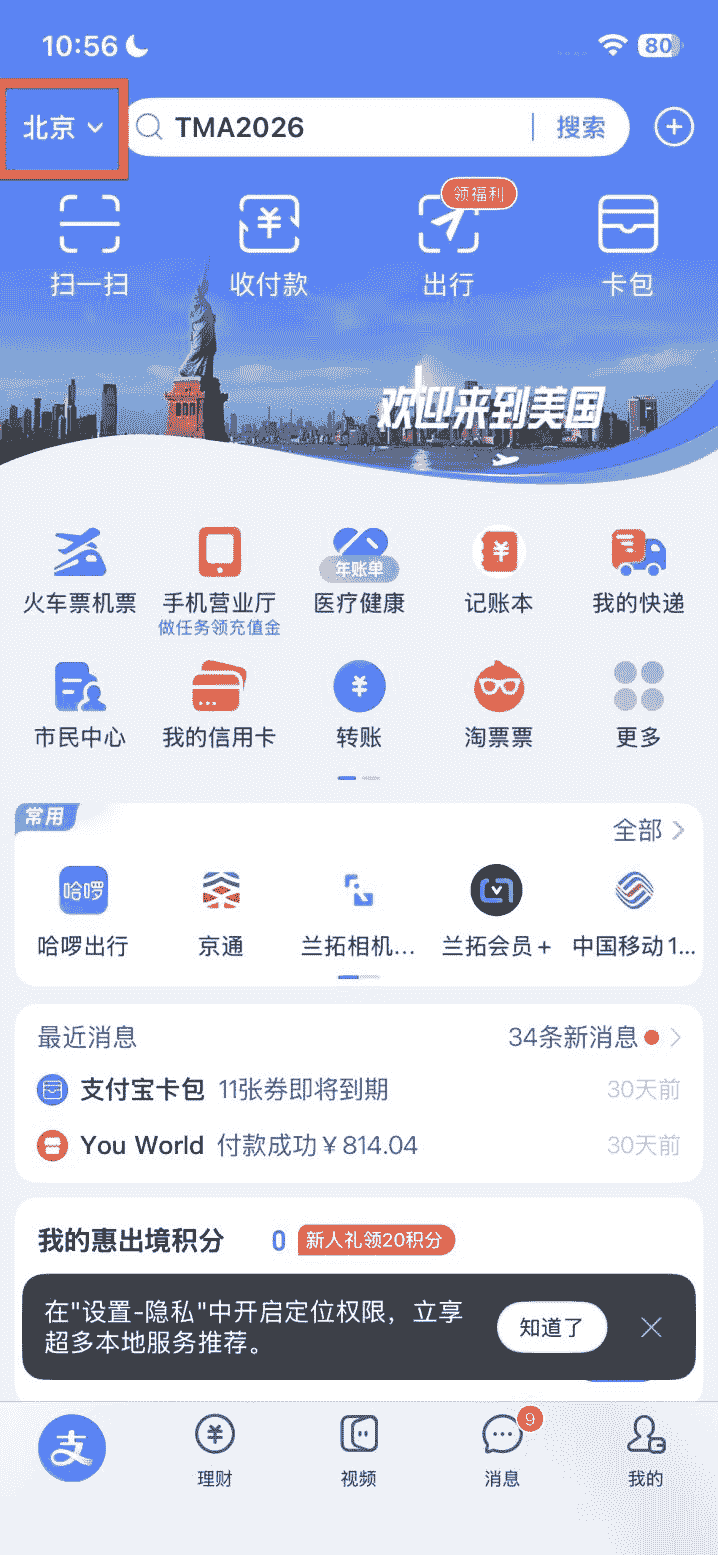 10:56
80
北京
TMA2026
搜索
领福利
扫一扫
收付款
出行
卡包
欢迎来到美国
火车票机票
手机营业厅
年账单
医疗健康
记账本
我的快递
做任务领充值金
市民中心
我的信用卡
转账
淘票票
更多
常用
全部
哈啰
哈啰出行
京通
兰拓相机...
兰拓会员+
中国移动1...
最近消息
34条新消息
支付宝卡包 11张券即将到期
30天前
You World 付款成功￥814.04
30天前
我的惠出境积分
0
新人礼领20积分
在"设置-隐私"中开启定位权限，立享
超多本地服务推荐。
知道了
支
理财
视频
9
消息
我的